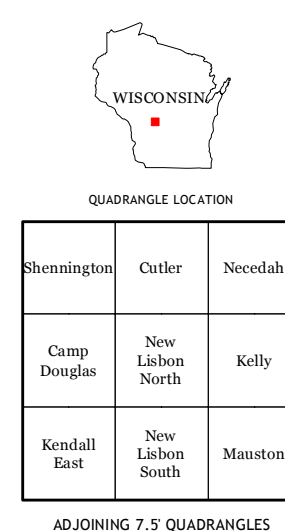 WISCONSIN
QUADRANGLE LOCATION
Shennington Cutler Necedah
Camp
Douglas
New
Lisbon
North
Kelly
Kendall
East
New
Lisbon
South
Mauston
ADJOINING 7.5' QUADRANGLES